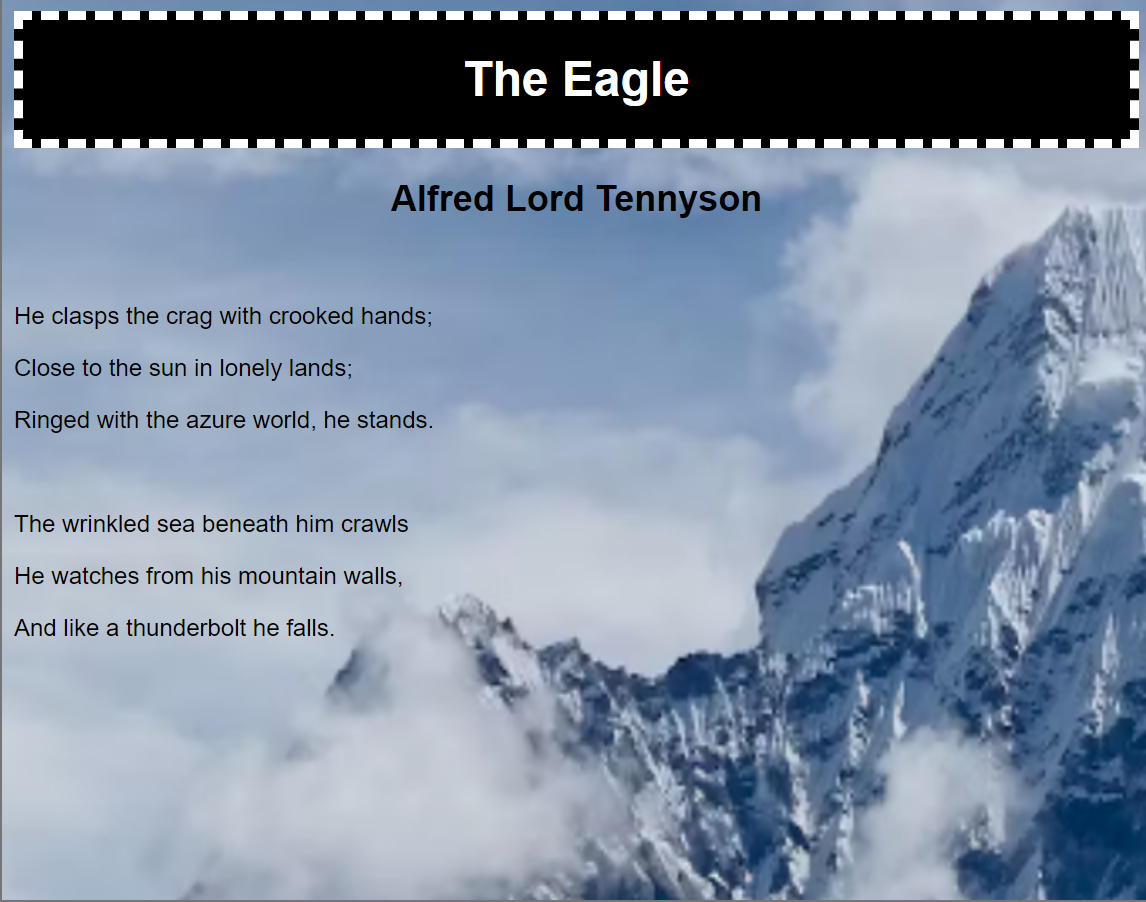 The Eagle
Alfred Lord Tennyson
He clasps the crag with crooked hands;
Close to the sun in lonely lands;
Ringed with the azure world, he stands.
The wrinkled sea beneath him crawls
He watches from his mountain walls,
And like a thunderbolt he falls.